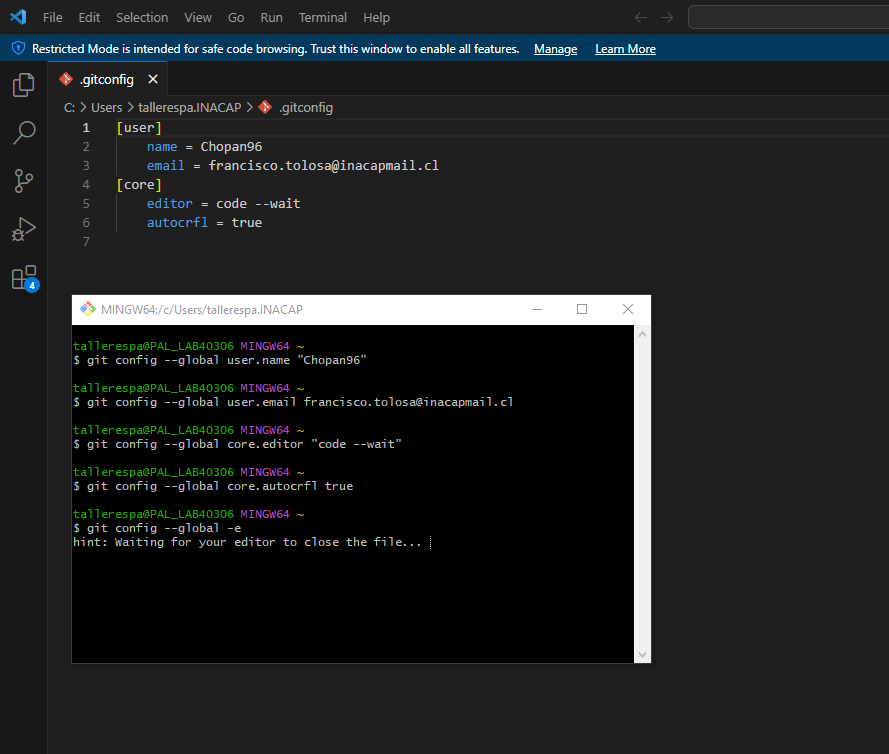 File Edit Selection View Go Run Terminal Help
Restricted Mode is intended for safe code browsing. Trust this window to enable all features. Manage Learn More
.gitconfig
C: > Users > tallerespa.INACAP > .gitconfig
1 [user]
2 name = Chopan96
3 email = francisco.tolosa@inacapmail.cl
4 [core]
5 editor = code --wait
6 autocrfl = true
7
4
MINGW64:/c/Users/tallerespa.INACAP
tallerespa@PAL_LAB40306 MINGW64 ~
$ git config --global user.name "Chopan96"
tallerespa@PAL_LAB40306 MINGW64 ~
$ git config --global user.email francisco.tolosa@inacapmail.cl
tallerespa@PAL_LAB40306 MINGW64 ~
$ git config --global core.editor "code --wait"
tallerespa@PAL_LAB40306 MINGW64 ~
$ git config --global core.autocrfl true
tallerespa@PAL_LAB40306 MINGW64 ~
$ git config --global -e
hint: Waiting for your editor to close the file...